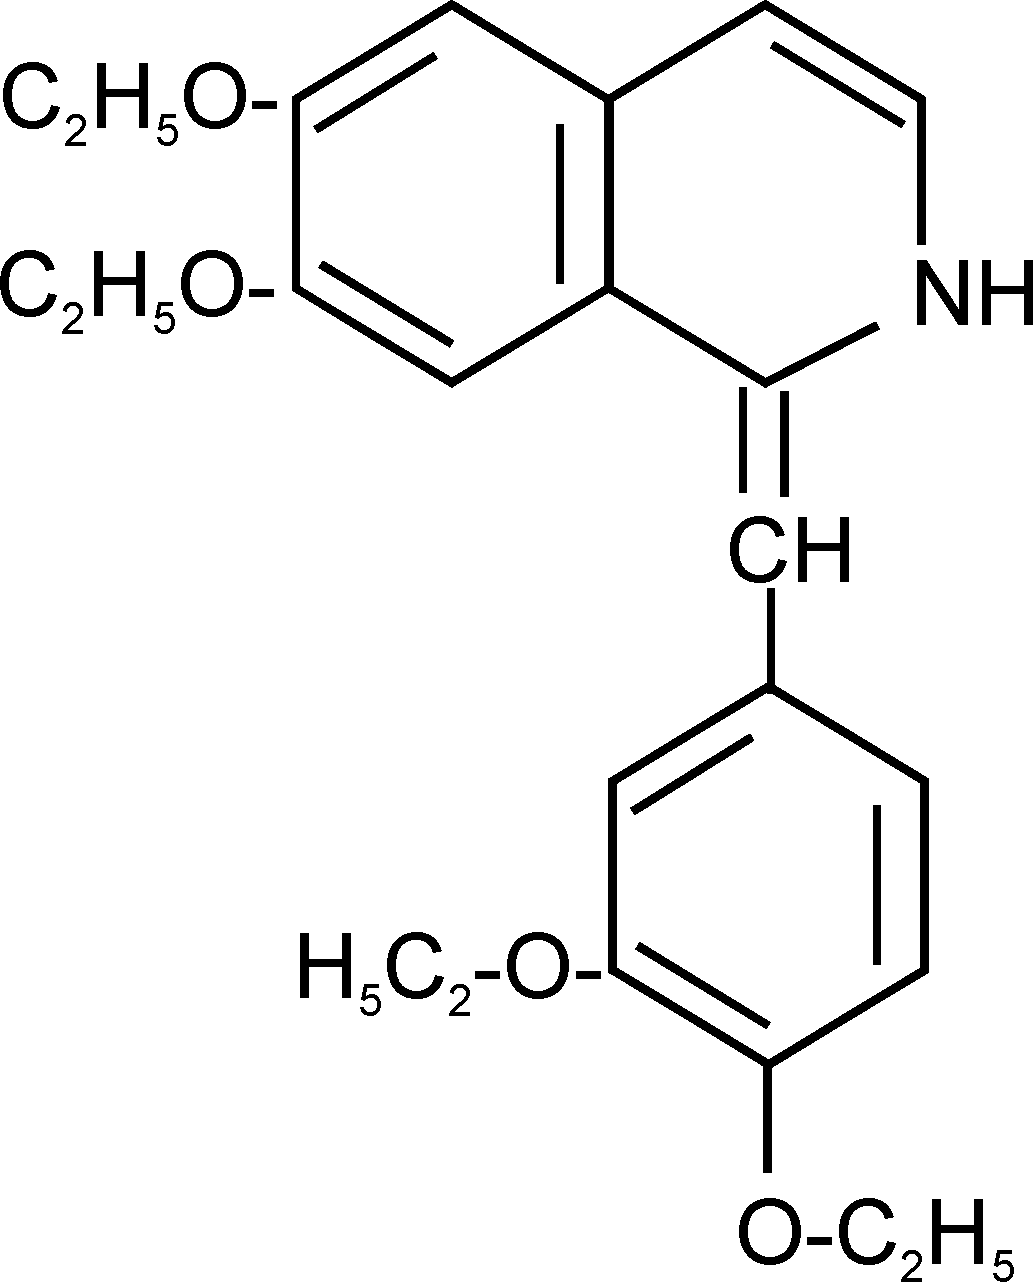 C₂H₅O-
C₂H₅O-
NH
CH
H₅C₂-O-
O-C₂H₅